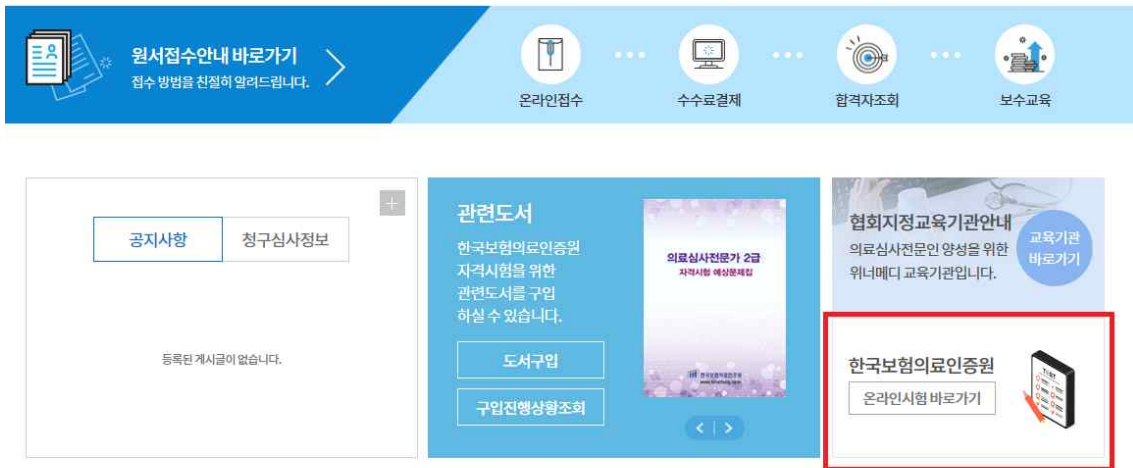 원서접수안내 바로가기
접수 방법을 친절히 알려드립니다.
온라인접수
수수료결제
합격자조회
보수교육
공지사항
청구심사정보
등록된 게시글이 없습니다.
관련도서
한국보험의료인증원
자격시험을 위한
관련도서를 구입
하실 수 있습니다.
도서구입
구입진행상황조회
의료심사전문가 2급
자격시험 예상문제집
협회지정교육기관안내
의료심사전문인 양성을 위한
위너메디 교육기관입니다.
교육기관
바로가기
한국보험의료인증원
온라인시험 바로가기
TEST